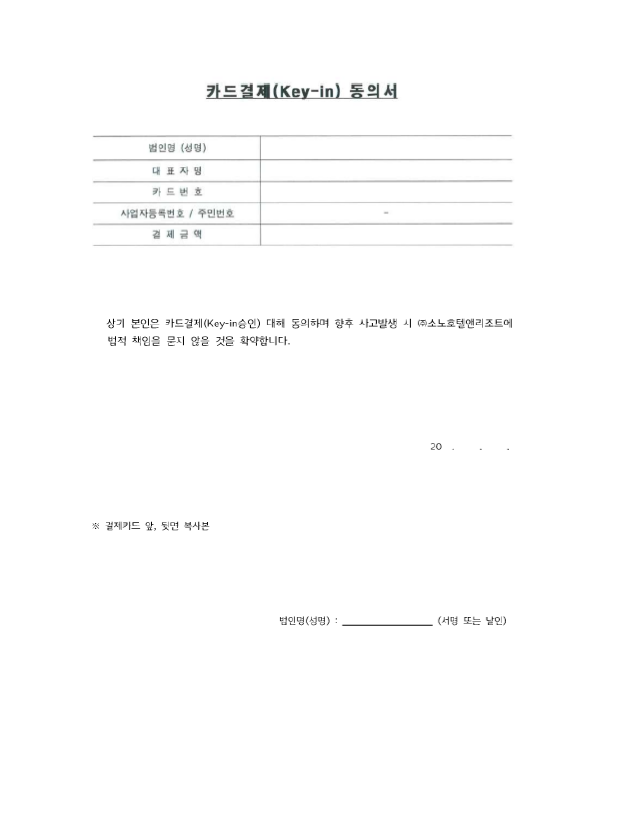 카드결제(Key-in) 동의서
법인명 (성명)
대 표 자 명
카 드 번 호
사업자등록번호 / 주민번호 -
결 제 금 액
상기 본인은 카드결제(Key-in승인) 대해 동의하며 향후 사고발생 시 ㈜소노호텔앤리조트에
법적 책임을 묻지 않을 것을 확약합니다.
20 . . .
※ 결제카드 앞, 뒷면 복사본
법인명(성명) : (서명 또는 날인)